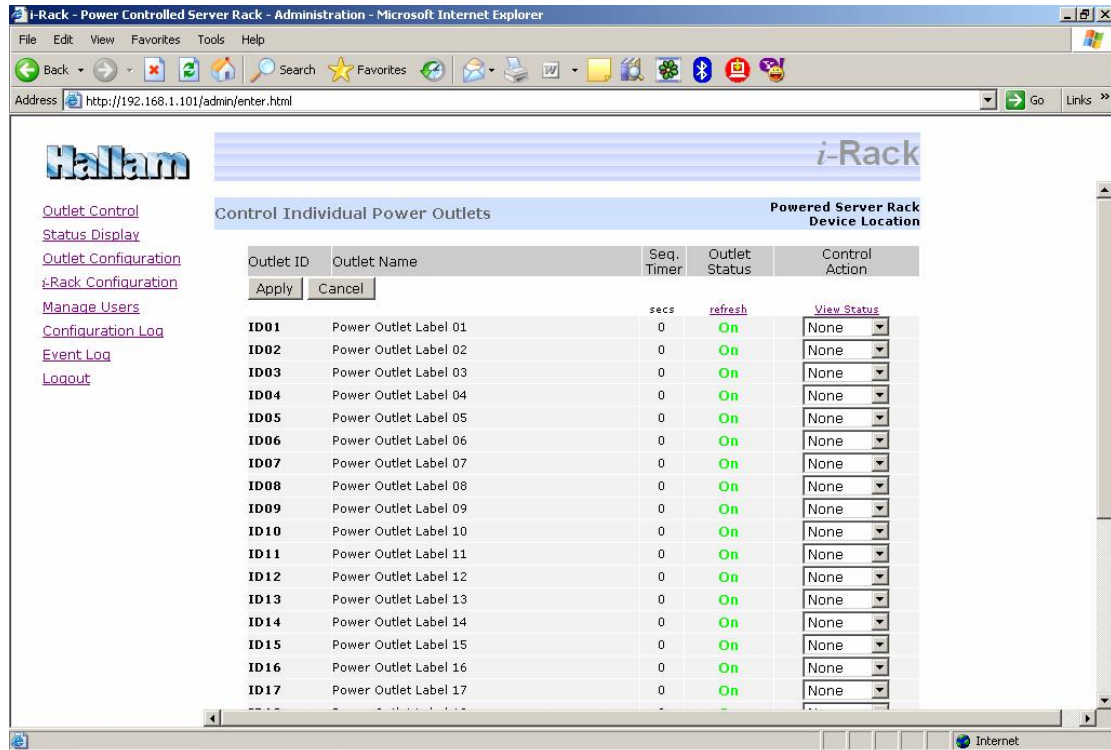 i-Rack - Power Controlled Server Rack - Administration - Microsoft Internet Explorer
File Edit View Favorites Tools Help
Back Search Favorites
Address http://192.168.1.101/admin/enter.html Go Links »
Hallam
i-Rack
Outlet Control
Status Display
Outlet Configuration
i-Rack Configuration
Manage Users
Configuration Log
Event Log
Logout
Control Individual Power Outlets
Powered Server Rack
Device Location
Outlet ID Outlet Name Seq. Timer Outlet Status Control Action
Apply Cancel
secs refresh View Status
ID01 Power Outlet Label 01 0 On None
ID02 Power Outlet Label 02 0 On None
ID03 Power Outlet Label 03 0 On None
ID04 Power Outlet Label 04 0 On None
ID05 Power Outlet Label 05 0 On None
ID06 Power Outlet Label 06 0 On None
ID07 Power Outlet Label 07 0 On None
ID08 Power Outlet Label 08 0 On None
ID09 Power Outlet Label 09 0 On None
ID10 Power Outlet Label 10 0 On None
ID11 Power Outlet Label 11 0 On None
ID12 Power Outlet Label 12 0 On None
ID13 Power Outlet Label 13 0 On None
ID14 Power Outlet Label 14 0 On None
ID15 Power Outlet Label 15 0 On None
ID16 Power Outlet Label 16 0 On None
ID17 Power Outlet Label 17 0 On None
Internet